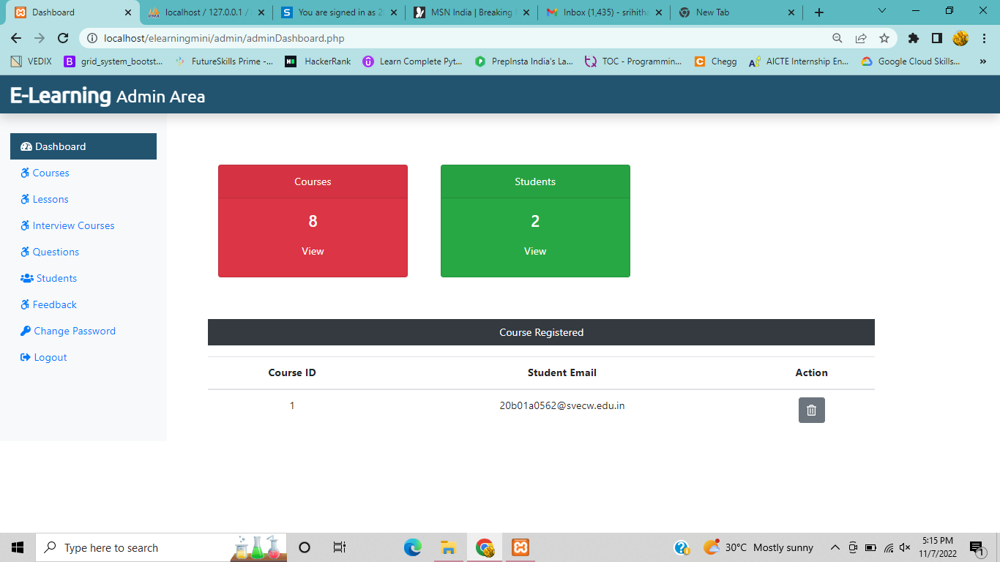 Dashboard
localhost / 127.0.0.1 /
You are signed in as 2
MSN India | Breaking
Inbox (1,435) - srihitha
New Tab
localhost/elearningmini/admin/adminDashboard.php
VEDIX
grid_system_bootst...
FutureSkills Prime -...
HackerRank
Learn Complete Pyt...
PrepInsta India's La...
TOC - Programmin...
Chegg
AICTE Internship En...
Google Cloud Skills...
»
E-Learning Admin Area
Dashboard
Courses
Lessons
Interview Courses
Questions
Students
Feedback
Change Password
Logout
Courses
8
View
Students
2
View
Course Registered
Course ID Student Email Action
1 20b01a0562@svecw.edu.in
Type here to search
30°C Mostly sunny
5:15 PM
11/7/2022
1